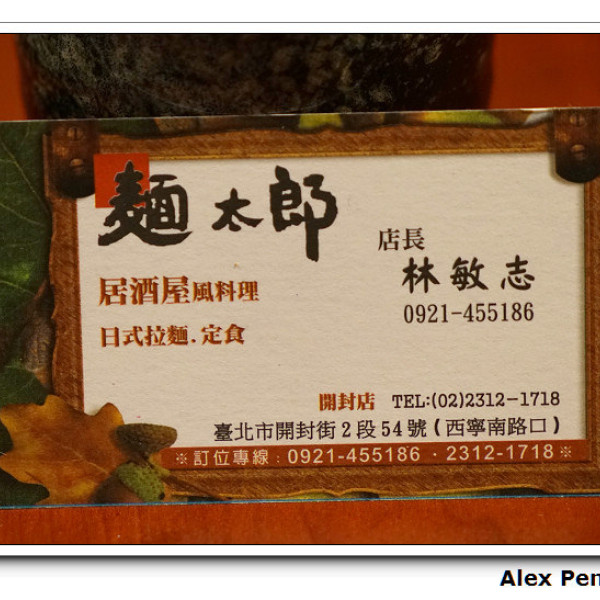 麵太郎
店長
林敏志
0921-455186
居酒屋風料理
日式拉麵.定食
開封店 TEL:(02)2312-1718
臺北市開封街2段54號(西寧南路口)
※訂位專線:0921-455186 · 2312-1718※
Alex Pen